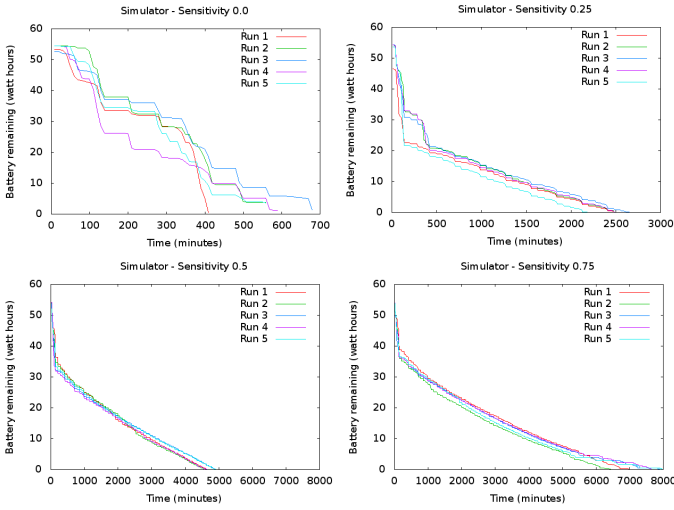 Simulator - Sensitivity 0.0
Battery remaining (watt hours)
60
50
40
30
20
10
0
0 100 200 300 400 500 600 700
Time (minutes)
Run 1
Run 2
Run 3
Run 4
Run 5
Simulator - Sensitivity 0.25
Battery remaining (watt hours)
60
50
40
30
20
10
0
0 500 1000 1500 2000 2500 3000
Time (minutes)
Run 1
Run 2
Run 3
Run 4
Run 5
Simulator - Sensitivity 0.5
Battery remaining (watt hours)
60
50
40
30
20
10
0
0 1000 2000 3000 4000 5000 6000 7000 8000
Time (minutes)
Run 1
Run 2
Run 3
Run 4
Run 5
Simulator - Sensitivity 0.75
Battery remaining (watt hours)
60
50
40
30
20
10
0
0 1000 2000 3000 4000 5000 6000 7000 8000
Time (minutes)
Run 1
Run 2
Run 3
Run 4
Run 5